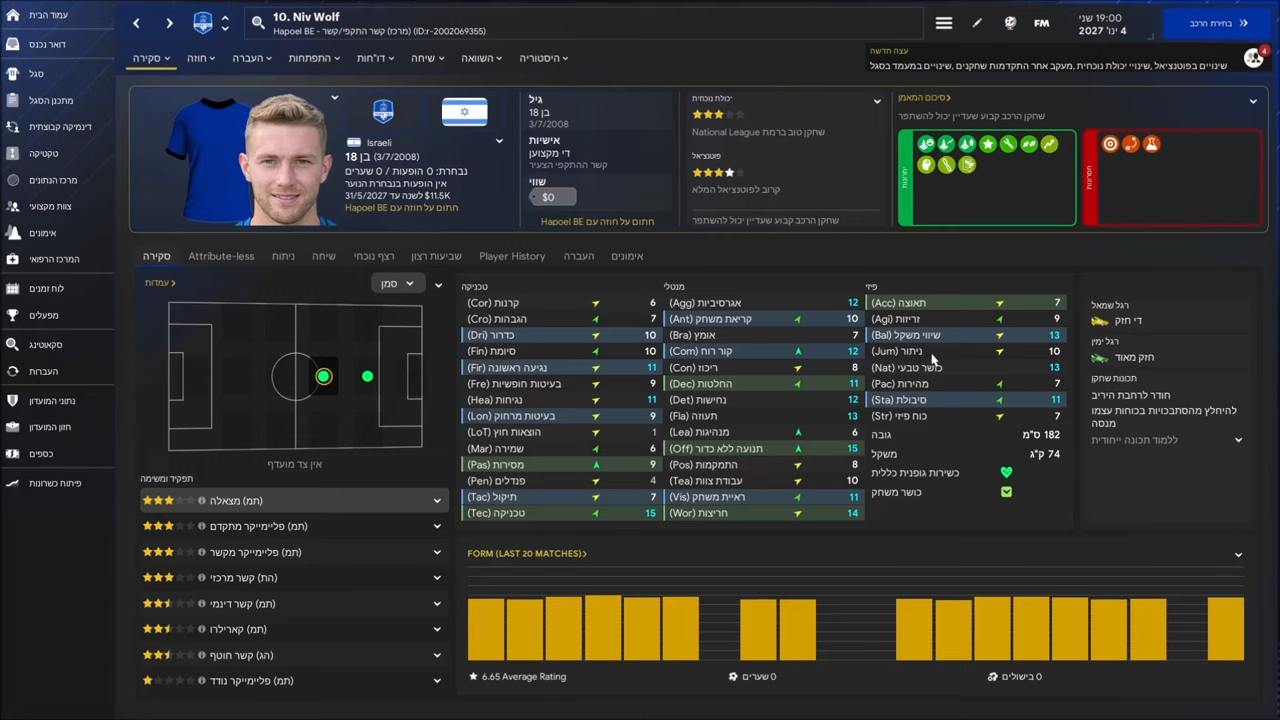 עמוד הבית
דואר נכנס
סגל
מתכנן הסגל
דינמיקה קבוצתית
טקטיקה
מרכז הנתונים
צוות מקצועי
אימונים
המרכז הרפואי
לוח זמנים
מפעלים
סקאוטינג
העברות
נתוני המועדון
חזון המועדון
כספים
פיתוח כשרונות
10. Niv Wolf
Hapoel BE - קשר התקפי/קשר (מרכז) (ID:r-2002069355)
FM
19:00 שני
4 ינו' 2027
בחירת הרכב
סקירה
חוזה
העברה
התפתחות
דו"חות
השוואה
שיחה
היסטוריה
עצה חדשה
שינויים בפוטנציאל, שינויי יכולת נוכחית, מעקב אחר התקדמות שחקנים, שינויים במעמד בסגל
4
Israeli
בן 18 (3/7/2008)
נבחרת: 0 הופעות / 0 שערים
אין הופעות בנבחרת הנוער
$11.5K לשנה עד 31/5/2027
חתום על חוזה עם Hapoel BE
גיל
בן 18
3/7/2008
אישיות
די מקצוען
קשר ההתקפי הצעיר
שווי
$0
חתום על חוזה עם Hapoel BE
יכולת נוכחית
שחקן טוב ברמת National League
פוטנציאל
קרוב לפוטנציאל המלא
שחקן הרכב קבוע שעדיין יכול להשתפר
סיכום המאמן
שחקן הרכב קבוע שעדיין יכול להשתפר
יתרונות
חסרונות
סקירה
Attribute-less
ניתוח
שיחה
רצף נוכחי
שביעות רצון
Player History
העברה
אימונים
עמדות
סמן
אין צד מועדף
תפקיד ומשימה
מצאלה (תמ)
פליימייקר מתקדם (תמ)
פליימייקר מקשר (תמ)
קשר מרכזי (הת)
קשר דינמי (תמ)
קארילרו (תמ)
קשר חוטף (הג)
פליימייקר נודד (תמ)
טכניקה
קרנות (Cor) 6
הגבהות (Cro) 7
כדרור (Dri) 10
סיומת (Fin) 10
נגיעה ראשונה (Fir) 11
בעיטות חופשיות (Fre) 9
נגיחות (Hea) 11
בעיטות מרחוק (Lon) 9
הוצאות חוץ (LoT) 1
שמירה (Mar) 6
מסירות (Pas) 9
פנדלים (Pen) 4
תיקול (Tac) 7
טכניקה (Tec) 15
מנטלי
אגרסיביות (Agg) 12
קריאת משחק (Ant) 10
אומץ (Bra) 7
קור רוח (Com) 12
ריכוז (Con) 8
החלטות (Dec) 11
נחישות (Det) 12
תעוזה (Fla) 13
מנהיגות (Lea) 6
תנועה ללא כדור (Off) 15
התמקמות (Pos) 8
עבודת צוות (Tea) 10
ראיית משחק (Vis) 11
חריצות (Wor) 14
פיזי
תאוצה (Acc) 7
זריזות (Agi) 9
שיווי משקל (Bal) 13
ניתור (Jum) 10
כושר טבעי (Nat) 13
מהירות (Pac) 7
סיבולת (Sta) 11
כוח פיזי (Str) 7
גובה 182 ס"מ
משקל 74 ק"ג
כשירות גופנית כללית
כושר משחק
רגל שמאל
די חזק
רגל ימין
חזק מאוד
תכונות שחקן
חודר לרחבת היריב
להיחלץ מהסתבכויות בכוחות עצמו
מנסה
ללמוד תכונה ייחודית
FORM (LAST 20 MATCHES)
6.65 Average Rating
0 שערים
0 בישולים